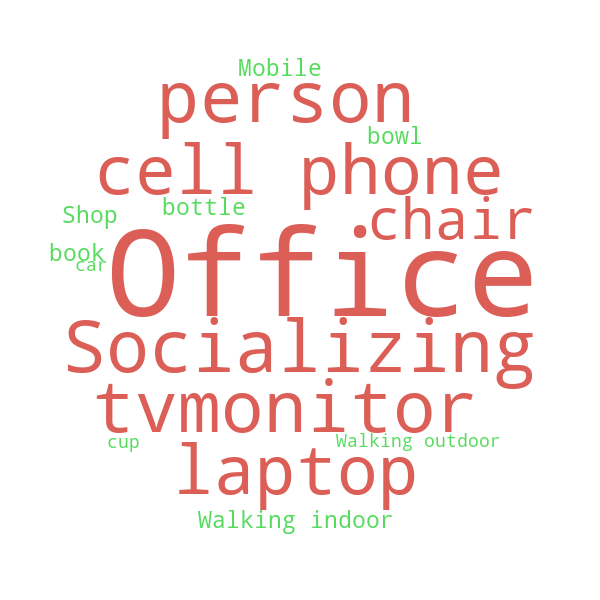 Mobile
person
bowl
cell phone
chair
Shop
bottle
Office
book
car
Socializing
tvmonitor
cup
Walking outdoor
laptop
Walking indoor